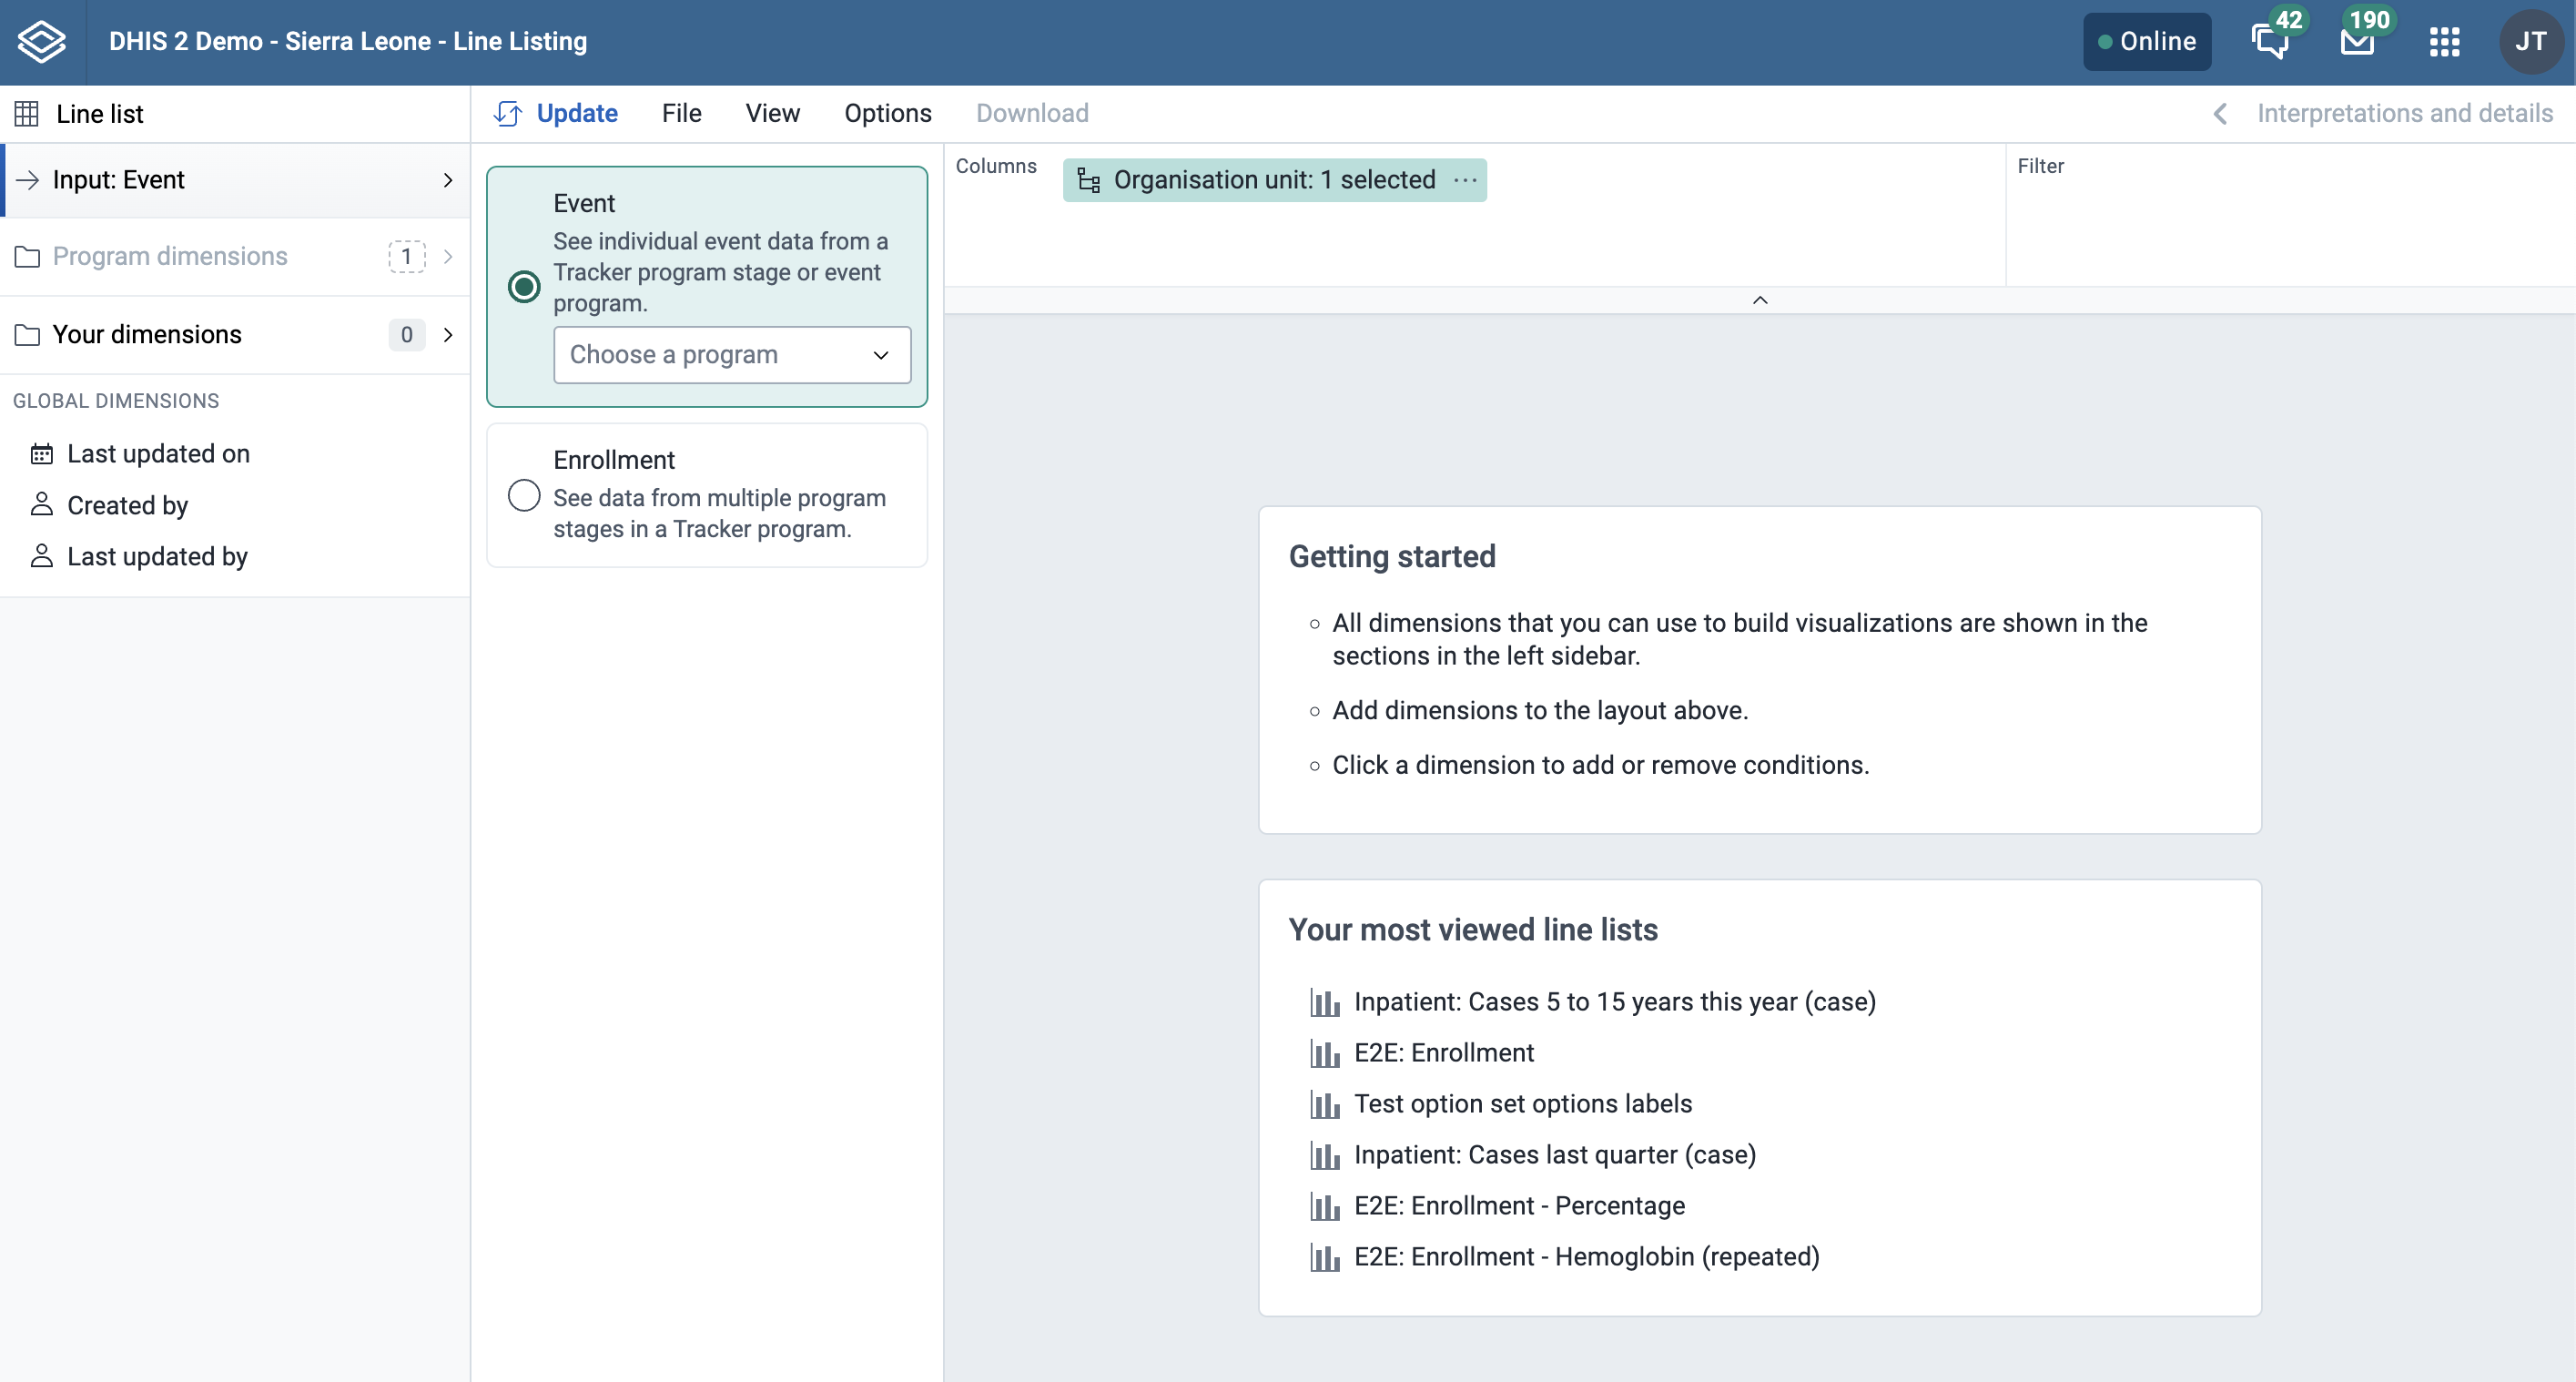 DHIS 2 Demo - Sierra Leone - Line Listing
Online
42
190
JT
Line list
Update
File
View
Options
Download
Interpretations and details
Input: Event
Program dimensions
1
Your dimensions
0
GLOBAL DIMENSIONS
Last updated on
Created by
Last updated by
Event
See individual event data from a
Tracker program stage or event
program.
Choose a program
Enrollment
See data from multiple program
stages in a Tracker program.
Columns
Organisation unit: 1 selected
Filter
Getting started
All dimensions that you can use to build visualizations are shown in the
sections in the left sidebar.
Add dimensions to the layout above.
Click a dimension to add or remove conditions.
Your most viewed line lists
Inpatient: Cases 5 to 15 years this year (case)
E2E: Enrollment
Test option set options labels
Inpatient: Cases last quarter (case)
E2E: Enrollment - Percentage
E2E: Enrollment - Hemoglobin (repeated)